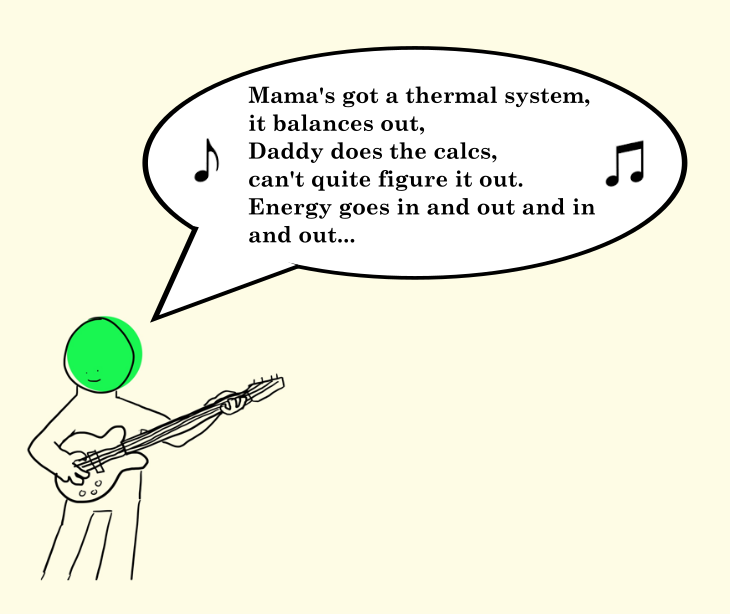 Mama's got a thermal system,
it balances out,
Daddy does the calcs,
can't quite figure it out.
Energy goes in and out and in
and out...